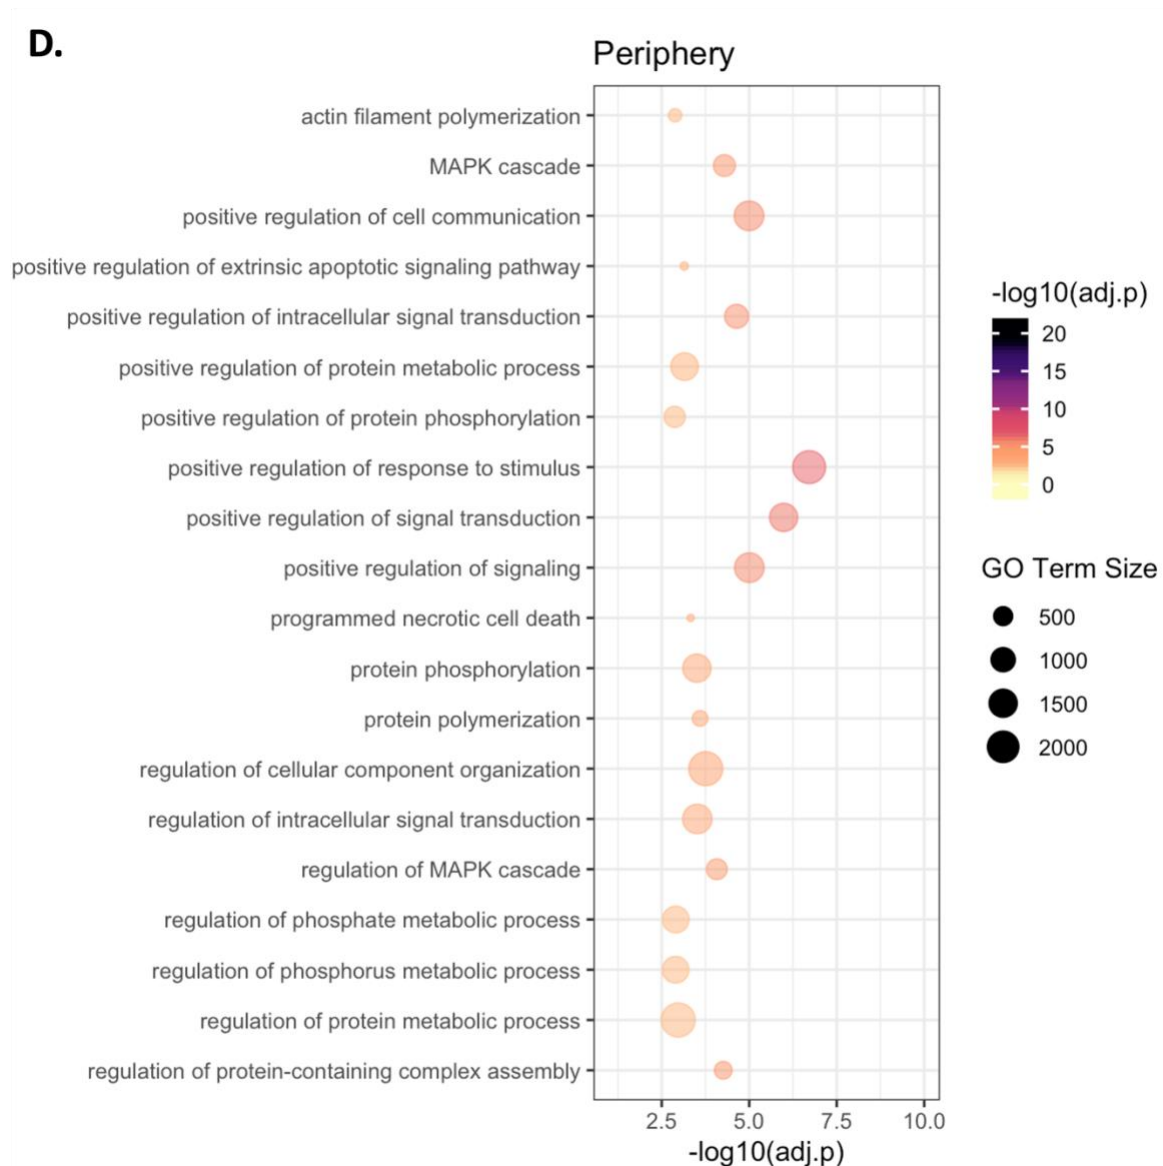 D.
Periphery
actin filament polymerization
MAPK cascade
positive regulation of cell communication
positive regulation of extrinsic apoptotic signaling pathway
positive regulation of intracellular signal transduction
positive regulation of protein metabolic process
positive regulation of protein phosphorylation
positive regulation of response to stimulus
positive regulation of signal transduction
positive regulation of signaling
programmed necrotic cell death
protein phosphorylation
protein polymerization
regulation of cellular component organization
regulation of intracellular signal transduction
regulation of MAPK cascade
regulation of phosphate metabolic process
regulation of phosphorus metabolic process
regulation of protein metabolic process
regulation of protein-containing complex assembly
2.5 5.0 7.5 10.0
-log10(adj.p)
-log10(adj.p)
20
15
10
5
0
GO Term Size
500
1000
1500
2000